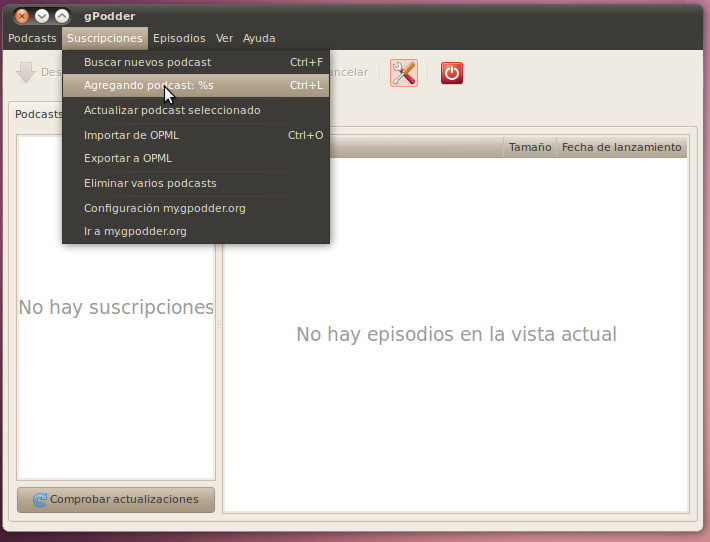 gPodder
Podcasts Suscripciones Episodios Ver Ayuda
Buscar nuevos podcast Ctrl+F
Agregando podcast: %s Ctrl+L
Actualizar podcast seleccionado
Importar de OPML Ctrl+O
Exportar a OPML
Eliminar varios podcasts
Configuración my.gpodder.org
Ir a my.gpodder.org
Des
ancelar
Podcasts
Tamaño Fecha de lanzamiento
No hay suscripciones
No hay episodios en la vista actual
Comprobar actualizaciones